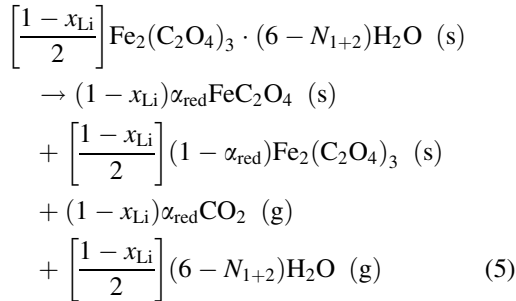 [1 − x_Li / 2] Fe₂(C₂O₄)₃ · (6 − N₁₊₂)H₂O (s)
→ (1 − x_Li)α_red FeC₂O₄ (s)
+ [1 − x_Li / 2] (1 − α_red)Fe₂(C₂O₄)₃ (s)
+ (1 − x_Li)α_red CO₂ (g)
+ [1 − x_Li / 2] (6 − N₁₊₂)H₂O (g) (5)